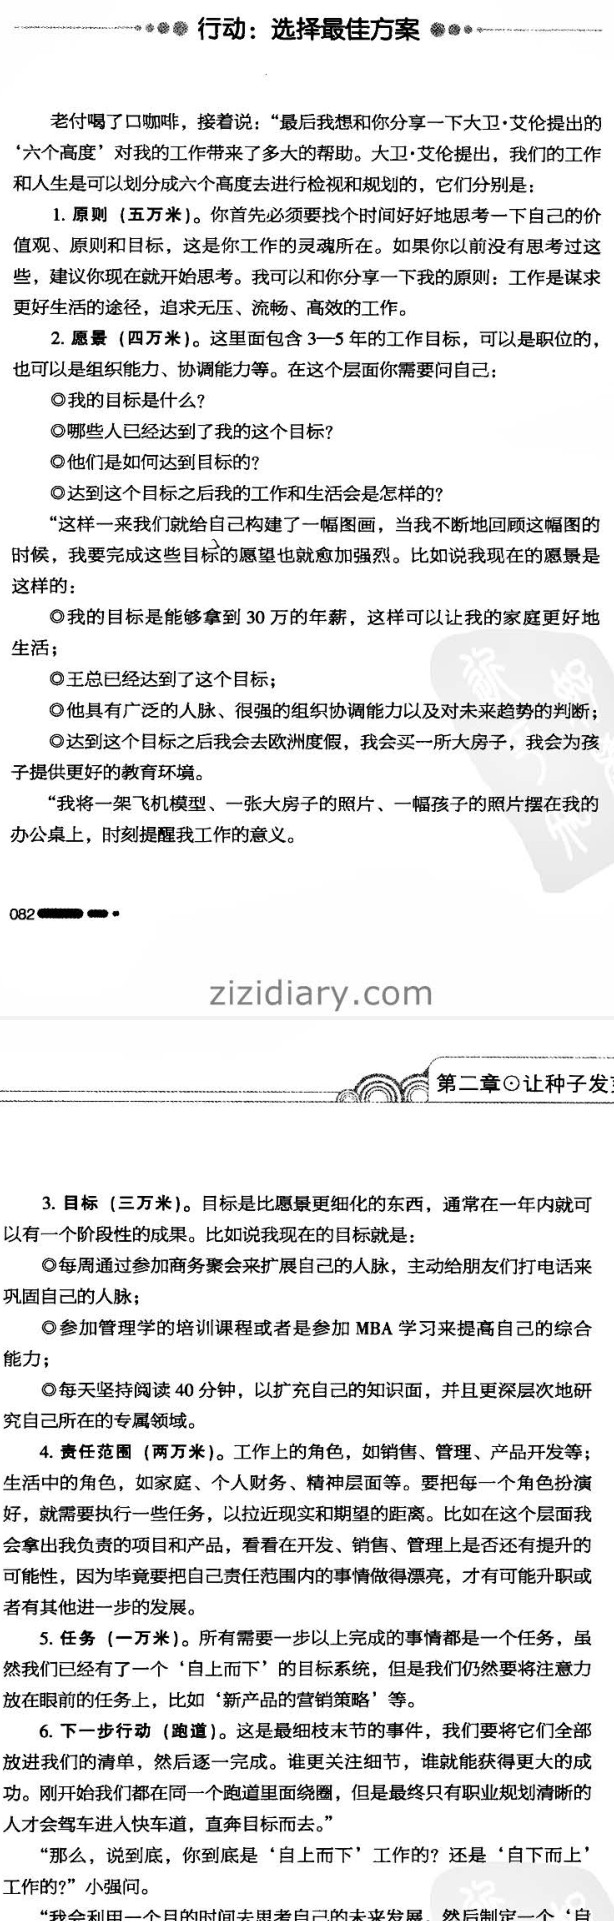 行动：选择最佳方案
老付喝了口咖啡，接着说：“最后我想和你分享一下大卫·艾伦提出的
‘六个高度’对我的工作带来了多大的帮助。大卫·艾伦提出，我们的工作
和人生是可以划分成六个高度去进行检视和规划的，它们分别是：
1. 原则（五万米）。你首先必须要找个时间好好地思考一下自己的价
值观、原则和目标，这是你工作的灵魂所在。如果你以前没有思考过这
些，建议你现在就开始思考。我可以和你分享一下我的原则：工作是谋求
更好生活的途径，追求无压、流畅、高效的工作。
2. 愿景（四万米）。这里面包含 3—5 年的工作目标，可以是职位的，
也可以是组织能力、协调能力等。在这个层面你需要问自己：
◎我的目标是什么？
◎哪些人已经达到了我的这个目标？
◎他们是如何达到目标的？
◎达到这个目标之后我的工作和生活会是怎样的？
“这样一来我们就给自己构建了一幅图画，当我不断地回顾这幅图的
时候，我要完成这些目标的愿望也就愈加强烈。比如说我现在的愿景是
这样的：
◎我的目标是能够拿到 30 万的年薪，这样可以让我的家庭更好地
生活；
◎王总已经达到了这个目标；
◎他具有广泛的人脉、很强的组织协调能力以及对未来趋势的判断；
◎达到这个目标之后我会去欧洲度假，我会买一所大房子，我会为孩
子提供更好的教育环境。
“我将一架飞机模型、一张大房子的照片、一幅孩子的照片摆在我的
办公桌上，时刻提醒我工作的意义。
082
zizidiary.com
第二章⊙让种子发
3. 目标（三万米）。目标是比愿景更细化的东西，通常在一年内就可
以有一个阶段性的成果。比如说我现在的目标就是：
◎每周通过参加商务聚会来扩展自己的人脉，主动给朋友们打电话来
巩固自己的人脉；
◎参加管理学的培训课程或者是参加 MBA 学习来提高自己的综合
能力；
◎每天坚持阅读 40 分钟，以扩充自己的知识面，并且更深层次地研
究自己所在的专属领域。
4. 责任范围（两万米）。工作上的角色，如销售、管理、产品开发等；
生活中的角色，如家庭、个人财务、精神层面等。要把每一个角色扮演
好，就需要执行一些任务，以拉近现实和期望的距离。比如在这个层面我
会拿出我负责的项目和产品，看看在开发、销售、管理上是否还有提升的
可能性，因为毕竟要把自己责任范围内的事情做得漂亮，才有可能升职或
者有其他进一步的发展。
5. 任务（一万米）。所有需要一步以上完成的事情都是一个任务，虽
然我们已经有了一个‘自上而下’的目标系统，但是我们仍然要将注意力
放在眼前的任务上，比如‘新产品的营销策略’等。
6. 下一步行动（跑道）。这是最细枝末节的事件，我们要将它们全部
放进我们的清单，然后逐一完成。谁更关注细节，谁就能获得更大的成
功。刚开始我们都在同一个跑道里面绕圈，但是最终只有职业规划清晰的
人才会驾车进入快车道，直奔目标而去。”
“那么，说到底，你到底是‘自上而下’工作的？还是‘自下而上’
工作的？”小强问。
“我会利用一个月的时间去思考自己的未来发展，然后制定一个‘自